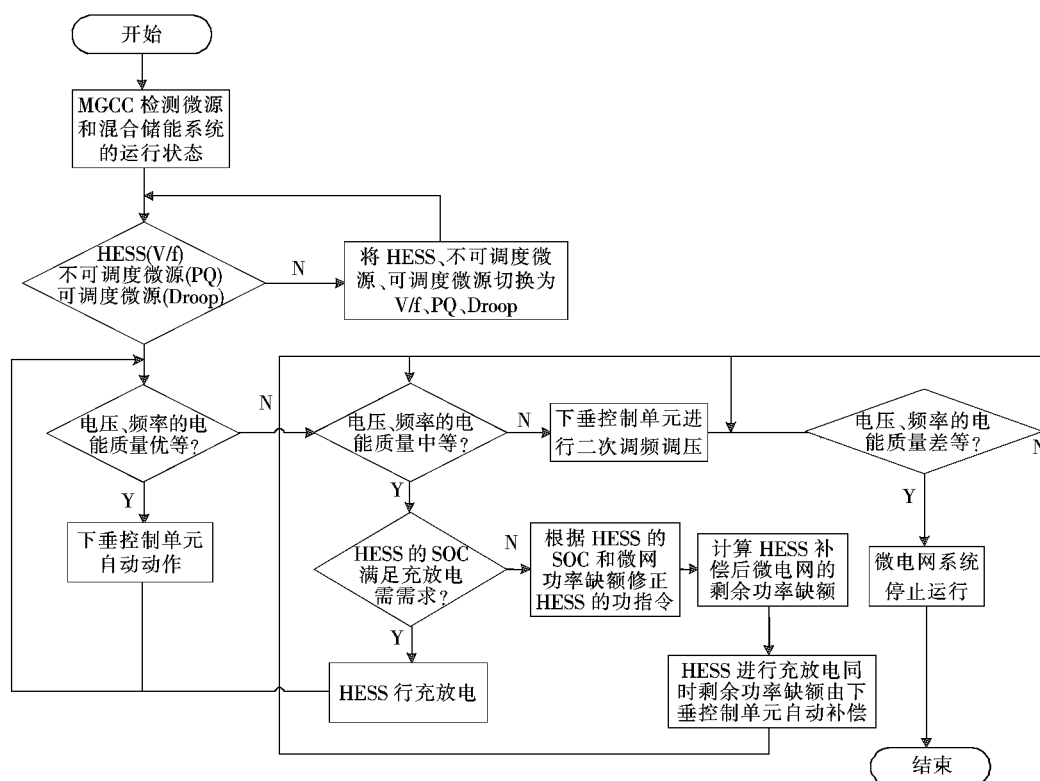 开始
MGCC 检测微源
和混合储能系统
的运行状态
HESS(V/f)
不可调度微源(PQ)
可调度微源(Droop)
N
将 HESS、不可调度微
源、可调度微源切换为
V/f、PQ、Droop
电压、频率的电
能质量优等?
N
电压、频率的电
能质量中等?
N
下垂控制单元进
行二次调频调压
电压、频率的电
能质量差等?
N
Y
下垂控制单元
自动动作
Y
HESS 的 SOC
满足充放电
需需求?
N
根据 HESS 的
SOC 和微网
功率缺额修正
HESS 的功指令
计算 HESS 补
偿后微电网的
剩余功率缺额
Y
微电网系统
停止运行
Y
HESS 行充放电
HESS 进行充放电同
时剩余功率缺额由下
垂控制单元自动补偿
结束